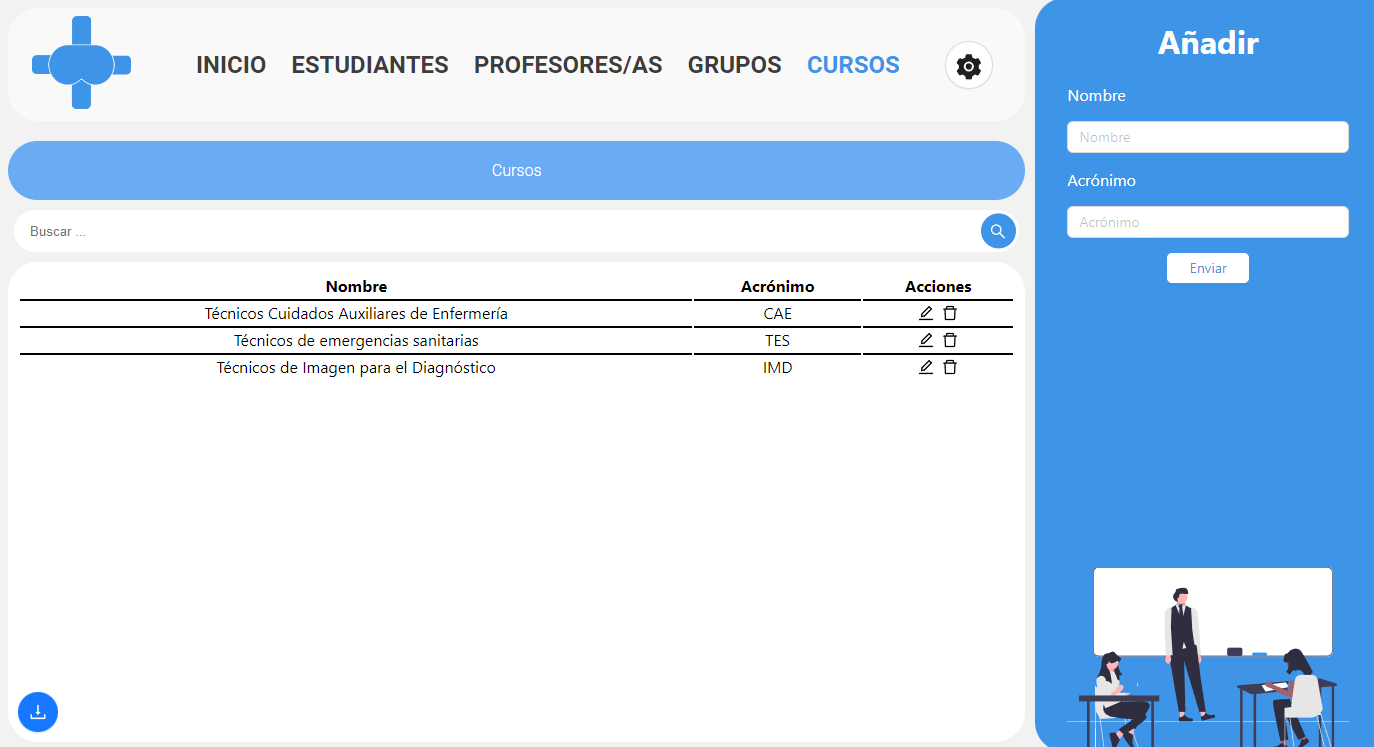 INICIO ESTUDIANTES PROFESORES/AS GRUPOS CURSOS
Cursos
Buscar ...
Nombre Acrónimo Acciones
Técnicos Cuidados Auxiliares de Enfermería CAE
Técnicos de emergencias sanitarias TES
Técnicos de Imagen para el Diagnóstico IMD
Añadir
Nombre
Nombre
Acrónimo
Acrónimo
Enviar